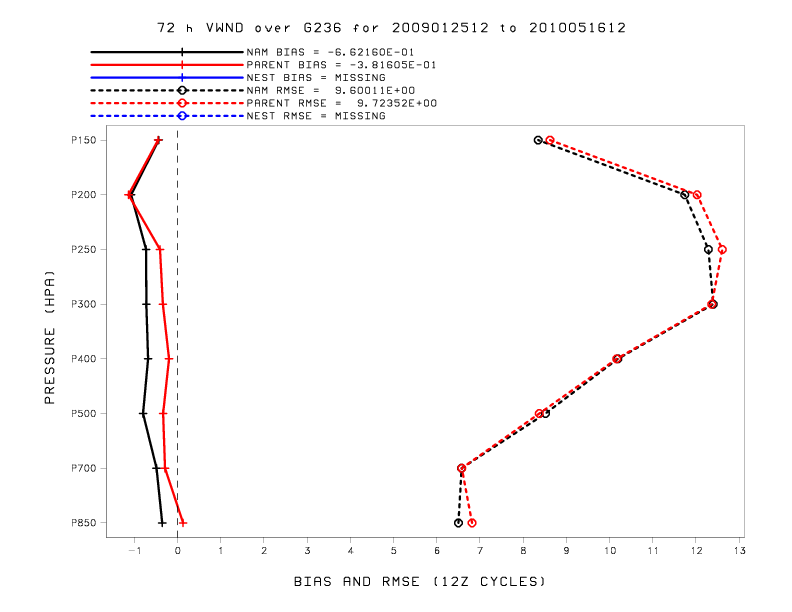 72 h VWND over G236 for 2009012512 to 2010051612
NAM BIAS = -6.62160E-01
PARENT BIAS = -3.81605E-01
NEST BIAS = MISSING
NAM RMSE = 9.60011E+00
PARENT RMSE = 9.72352E+00
NEST RMSE = MISSING
P150
P200
P250
P300
P400
P500
P700
P850
PRESSURE (HPA)
-1 0 1 2 3 4 5 6 7 8 9 10 11 12 13
BIAS AND RMSE (12Z CYCLES)